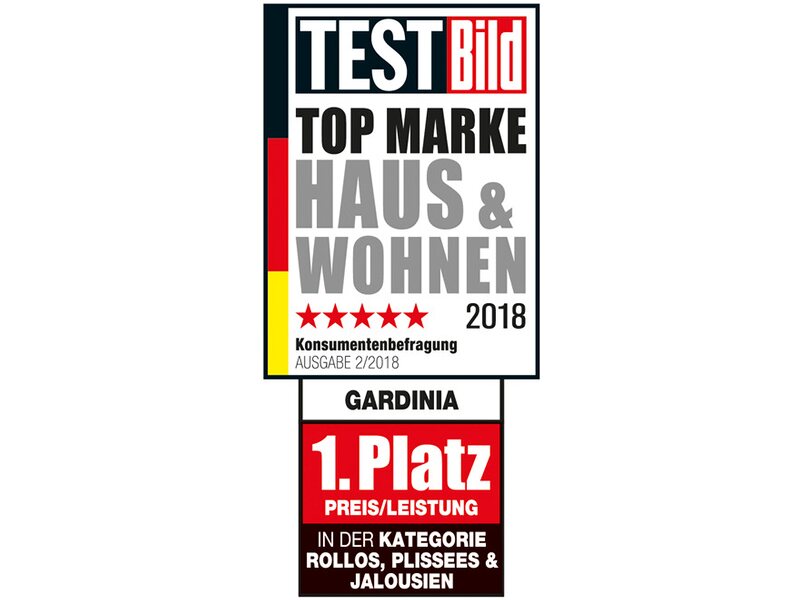 TEST Bild
TOP MARKE
HAUS &
WOHNEN
2018
Konsumentenbefragung
AUSGABE 2/2018
GARDINIA
1. Platz
PREIS/LEISTUNG
IN DER KATEGORIE
ROLLOS, PLISSEES &
JALOUSIEN